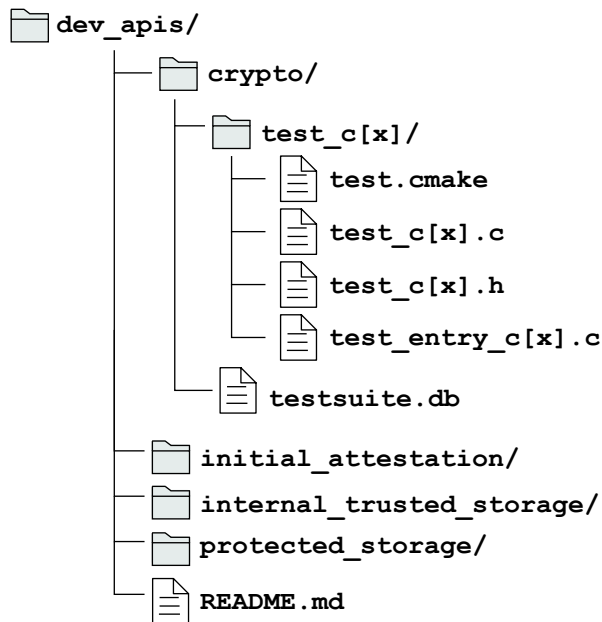 dev_apis/
crypto/
test_c[x]/
test.cmake
test_c[x].c
test_c[x].h
test_entry_c[x].c
testsuite.db
initial_attestation/
internal_trusted_storage/
protected_storage/
README.md